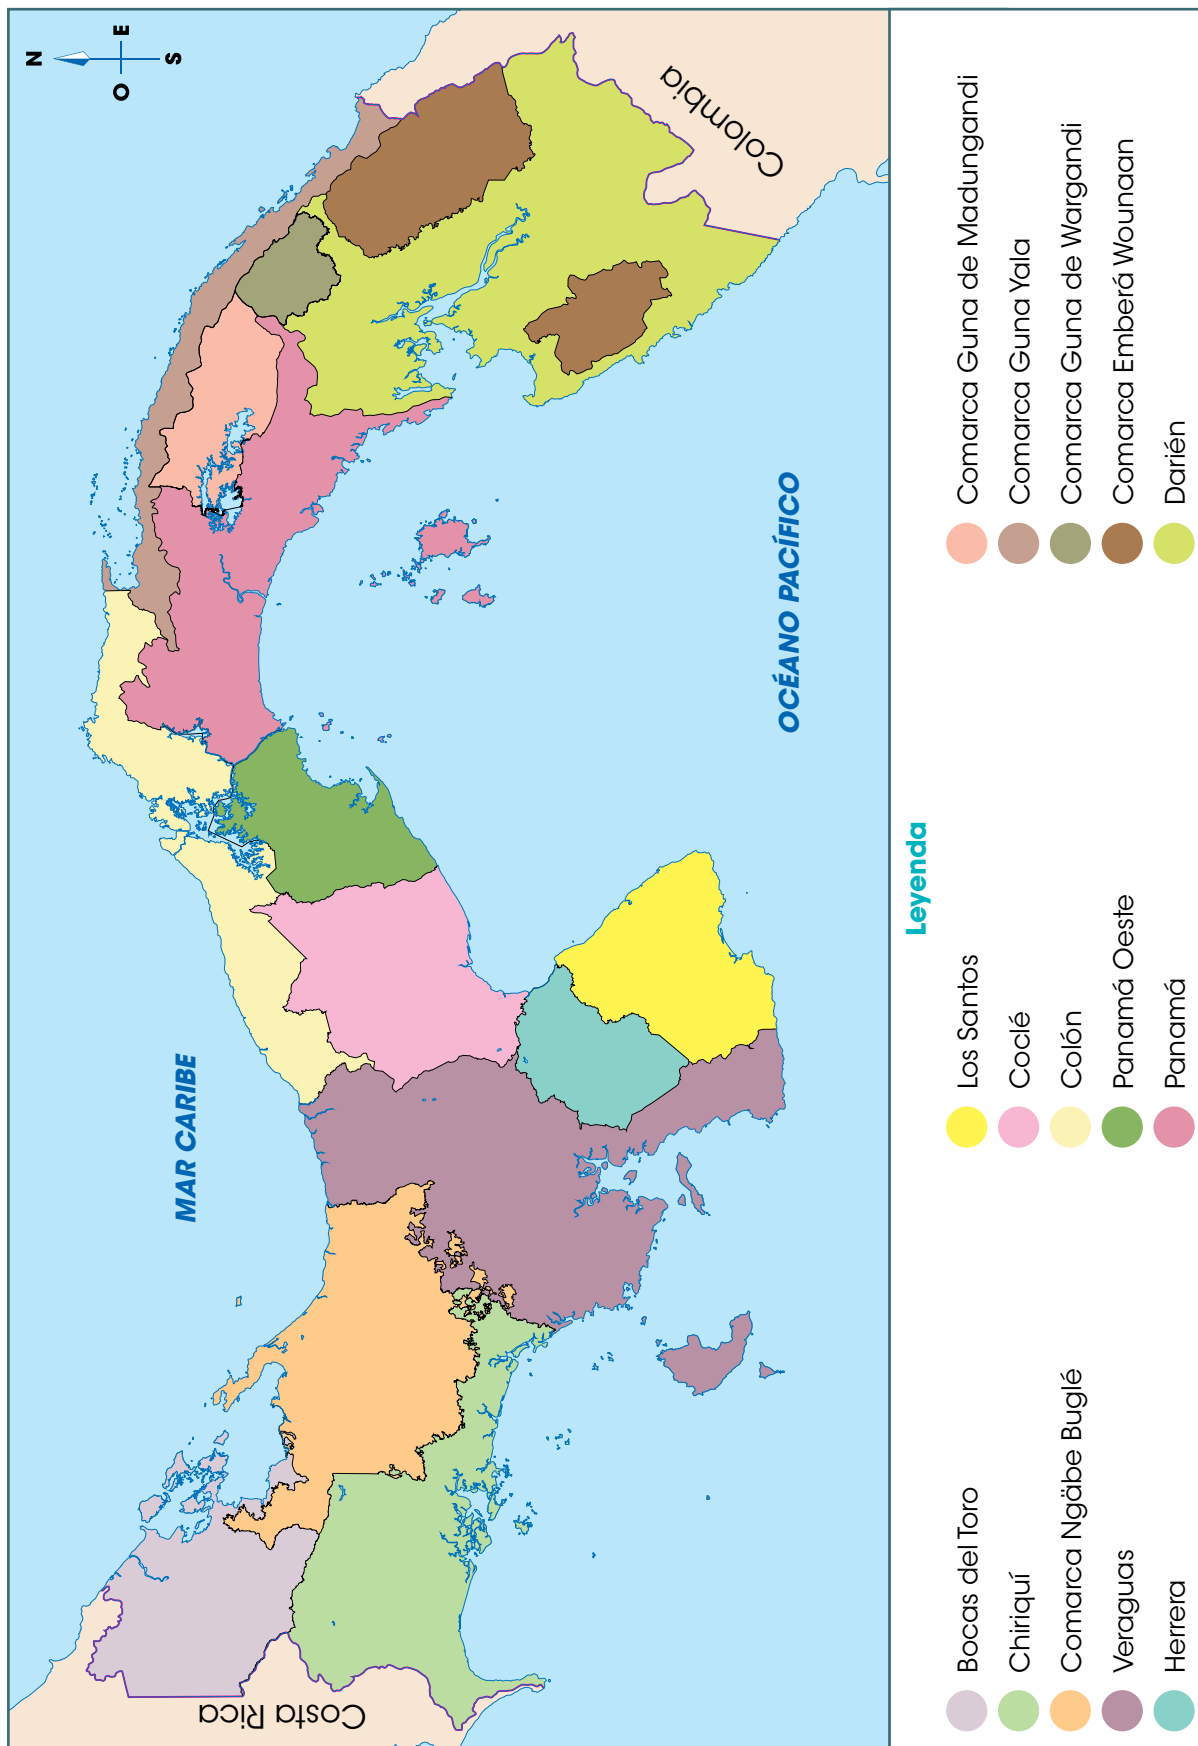 N
O
E
S
MAR CARIBE
OCÉANO PACÍFICO
Costa Rica
Colombia
Leyenda
Bocas del Toro
Chiriquí
Comarca Ngäbe Buglé
Veraguas
Herrera
Los Santos
Coclé
Colón
Panamá Oeste
Panamá
Comarca Guna de Madungandi
Comarca Guna Yala
Comarca Guna de Wargandi
Comarca Emberá Wounaan
Darién